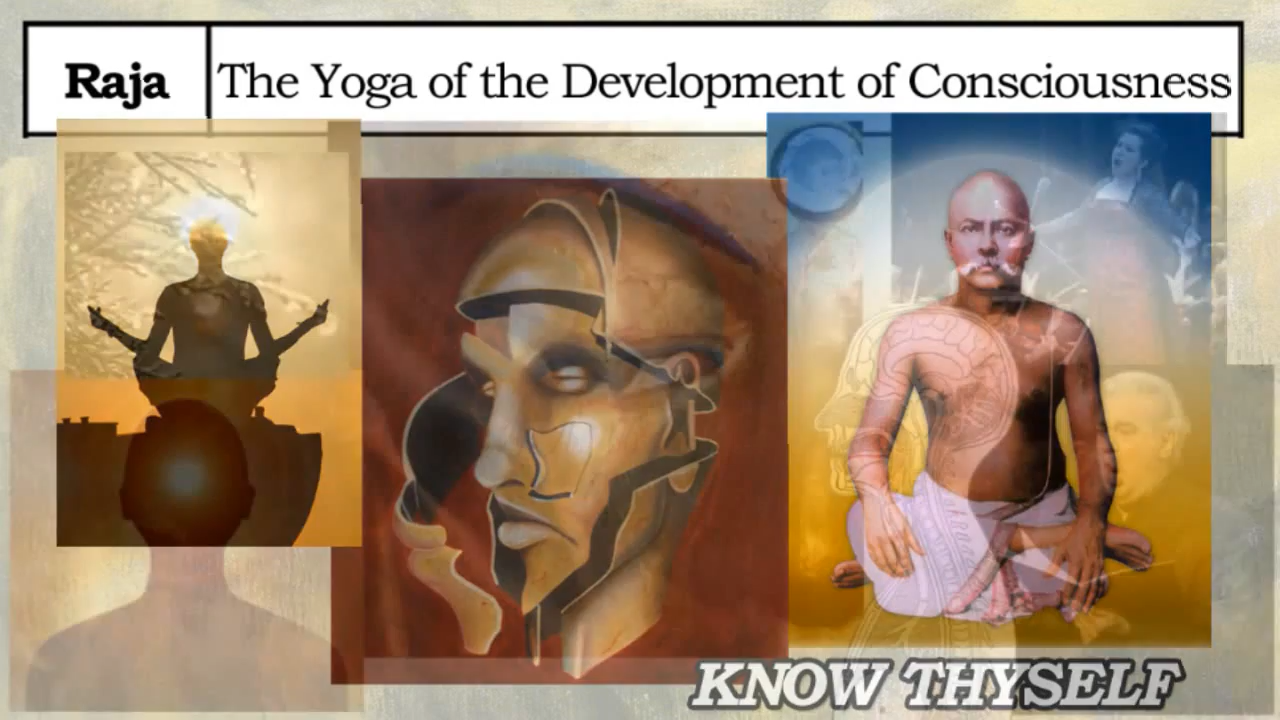 Raja The Yoga of the Development of Consciousness
KNOW THYSELF